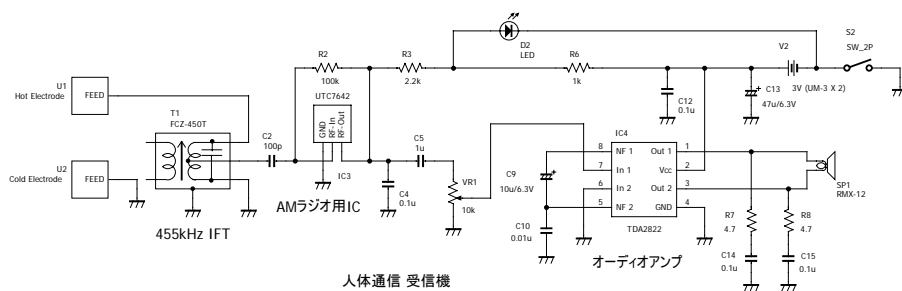 D2
LED
R2
100k
R3
2.2k
R6
1k
V2
S2
SW_2P
3V (UM-3 X 2)
C12
0.1u
C13
47u/6.3V
U1
Hot Electrode
FEED
T1
FCZ-450T
C2
100p
UTC7642
GND
RF-In
RF-Out
IC3
C5
1u
C4
0.1u
VR1
10k
U2
Cold Electrode
FEED
455kHz IFT
AMラジオ用IC
C9
10u/6.3V
C10
0.01u
IC4
8 NF 1 Out 1 1
7 In 1 Vcc 2
6 In 2 Out 2 3
5 NF 2 GND 4
TDA2822
オーディオアンプ
R7
4.7
R8
4.7
C14
0.1u
C15
0.1u
SP1
RMX-12
人体通信 受信機